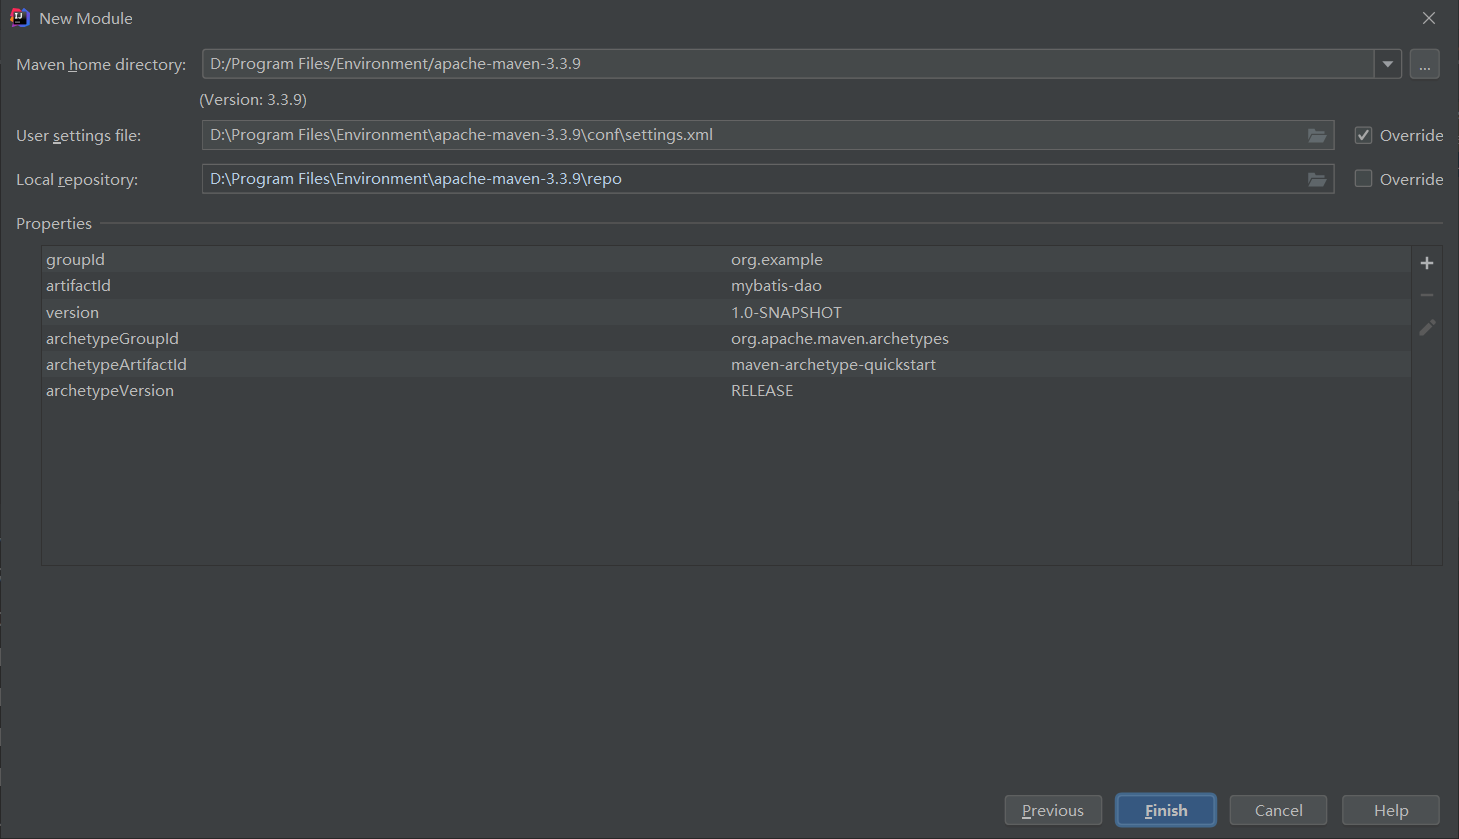 New Module
Maven home directory: D:/Program Files/Environment/apache-maven-3.3.9 ...
(Version: 3.3.9)
User settings file: D:\Program Files\Environment\apache-maven-3.3.9\conf\settings.xml Override
Local repository: D:\Program Files\Environment\apache-maven-3.3.9\repo Override
Properties
groupId org.example
artifactId mybatis-dao
version 1.0-SNAPSHOT
archetypeGroupId org.apache.maven.archetypes
archetypeArtifactId maven-archetype-quickstart
archetypeVersion RELEASE
Previous Finish Cancel Help